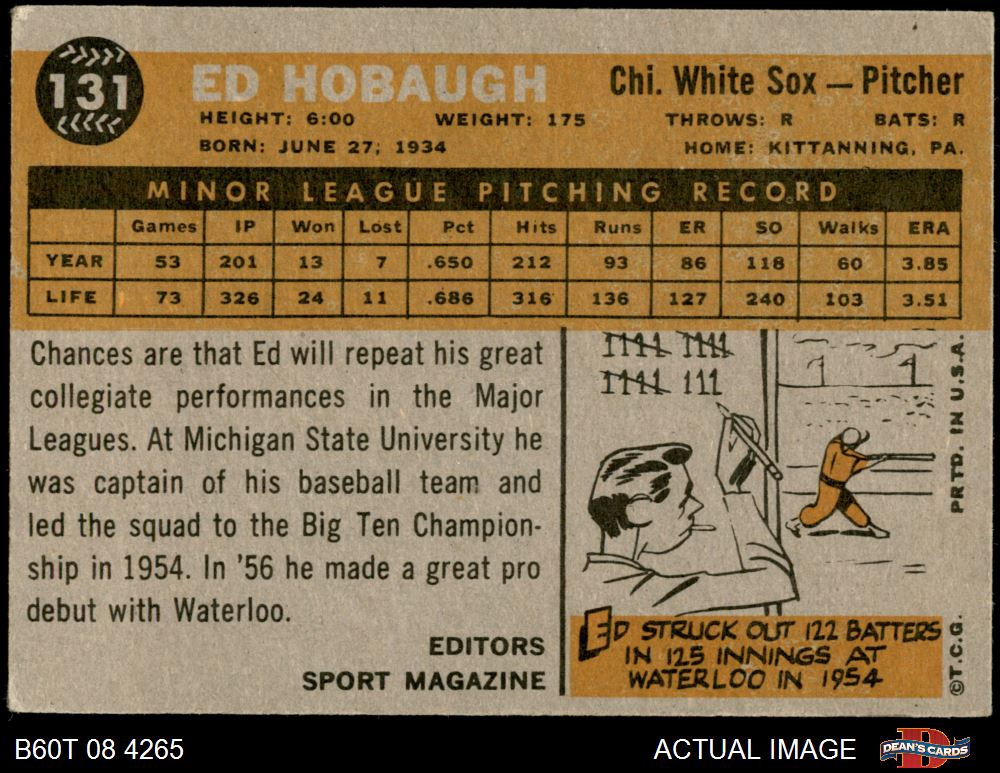 131
ED HOBAUGH
Chi. White Sox — Pitcher
HEIGHT: 6:00 WEIGHT: 175 THROWS: R BATS: R
BORN: JUNE 27, 1934 HOME: KITTANNING, PA.
MINOR LEAGUE PITCHING RECORD
Games IP Won Lost Pct Hits Runs ER SO Walks ERA
YEAR 53 201 13 7 .650 212 93 86 118 60 3.85
LIFE 73 326 24 11 .686 316 136 127 240 103 3.51
Chances are that Ed will repeat his great
collegiate performances in the Major
Leagues. At Michigan State University he
was captain of his baseball team and
led the squad to the Big Ten Champion-
ship in 1954. In '56 he made a great pro
debut with Waterloo.
EDITORS
SPORT MAGAZINE
ED STRUCK OUT 122 BATTERS
IN 125 INNINGS AT
WATERLOO IN 1954
PRTD. IN U.S.A.
©T.C.G.
B60T 08 4265
ACTUAL IMAGE
DEAN'S CARDS